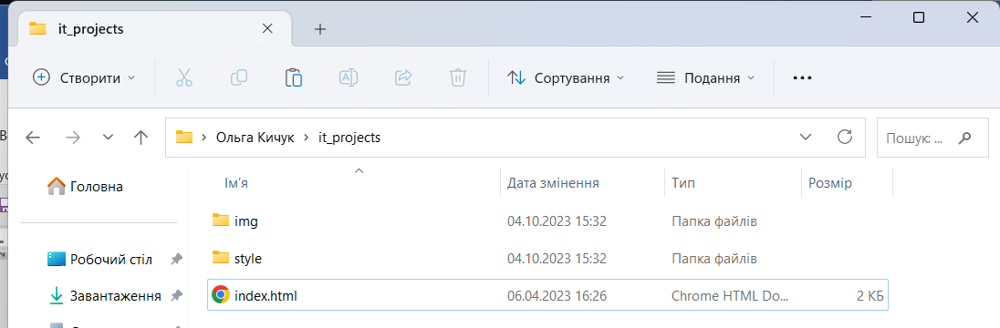 it_projects
Створити
Сортування
Подання
Ольга Кичук > it_projects
Пошук: ...
Головна
Ім'я Дата змінення Тип Розмір
img 04.10.2023 15:32 Папка файлів
style 04.10.2023 15:32 Папка файлів
Робочий стіл
Завантаження
index.html 06.04.2023 16:26 Chrome HTML Do... 2 КБ